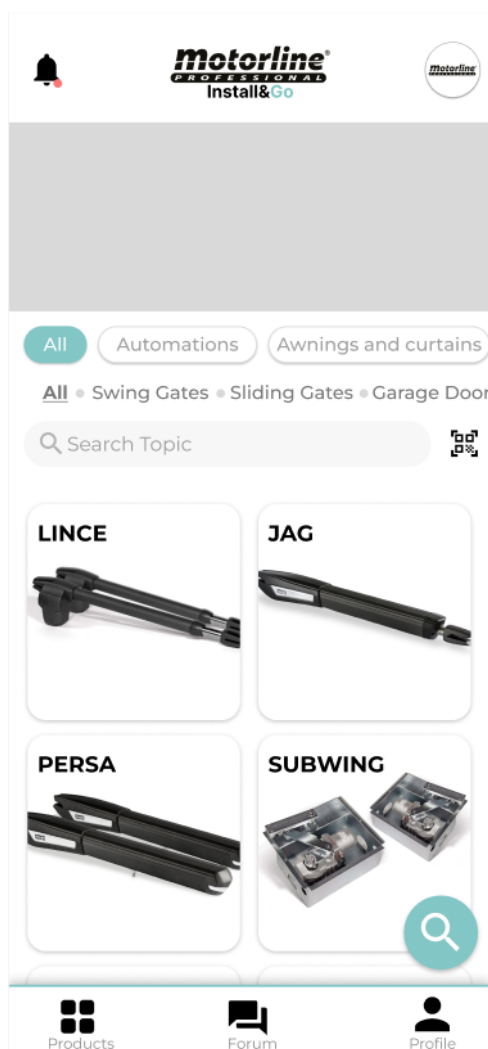 motorline®
PROFESSIONAL
Install&Go
motorline
All
Automations
Awnings and curtains
All
Swing Gates
Sliding Gates
Garage Door
Search Topic
LINCE
JAG
PERSA
SUBWING
Products
Forum
Profile